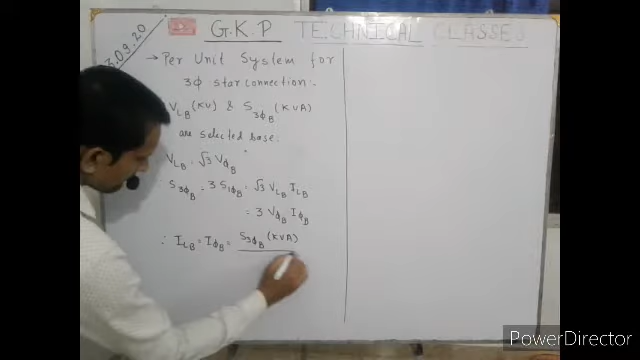 G.K.P TECHNICAL CLASSES
3.09.20
→ Per Unit System for
3Φ star connection:-
V_LB (KV) & S_3ΦB (KVA)
are selected base:
V_LB = √3 V_ΦB
S_3ΦB = 3 S_1ΦB = √3 V_LB I_LB
= 3 V_ΦB I_ΦB
∴ I_LB = I_ΦB = S_3ΦB (KVA)
PowerDirector